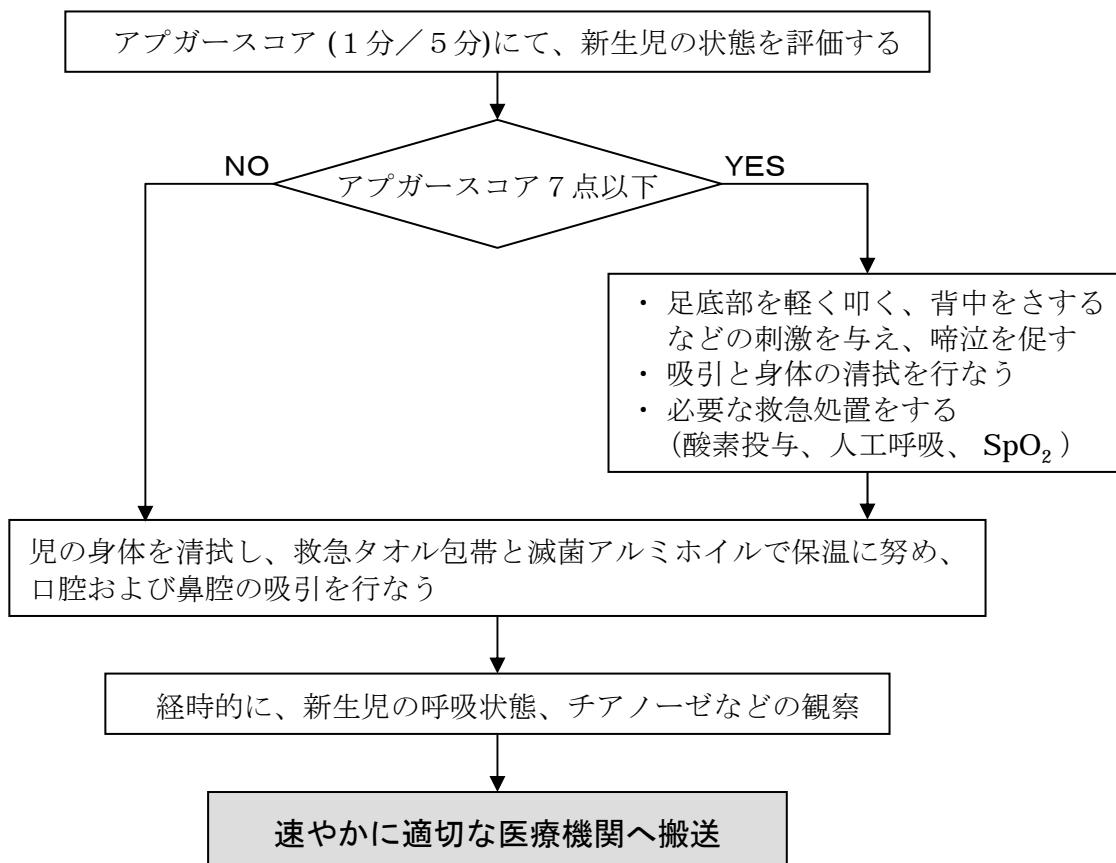 アプガースコア (１分／５分)にて、新生児の状態を評価する
NO
YES
アプガースコア７点以下
・ 足底部を軽く叩く、背中をさする
などの刺激を与え、啼泣を促す
・ 吸引と身体の清拭を行なう
・ 必要な救急処置をする
（酸素投与、人工呼吸、 SpO₂ ）
児の身体を清拭し、救急タオル包帯と滅菌アルミホイルで保温に努め、
口腔および鼻腔の吸引を行なう
経時的に、新生児の呼吸状態、チアノーゼなどの観察
速やかに適切な医療機関へ搬送